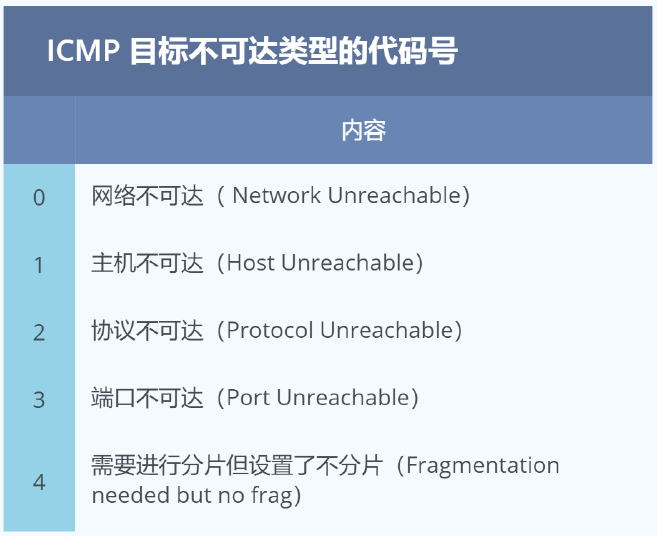 ICMP 目标不可达类型的代码号
内容
0 网络不可达（ Network Unreachable）
1 主机不可达（Host Unreachable）
2 协议不可达（Protocol Unreachable）
3 端口不可达（Port Unreachable）
4 需要进行分片但设置了不分片（Fragmentation
needed but no frag）